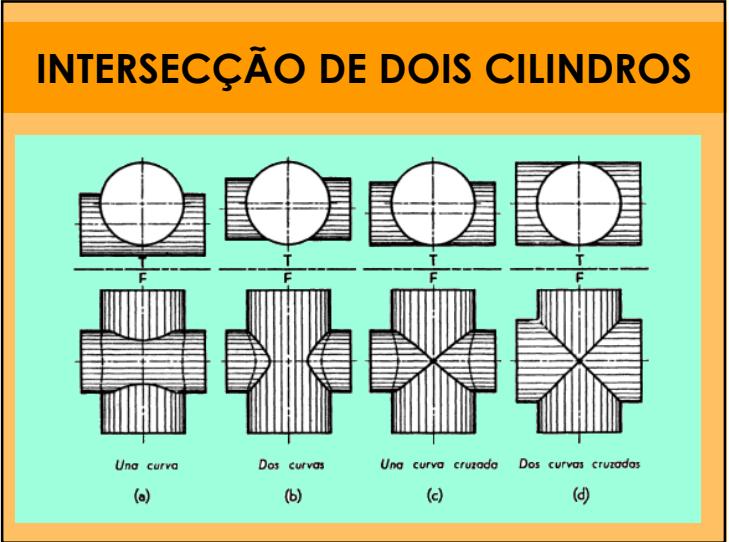 INTERSECÇÃO DE DOIS CILINDROS
T T T T
F F F F
Una curva Dos curvas Una curva cruzada Dos curvas cruzadas
(a) (b) (c) (d)